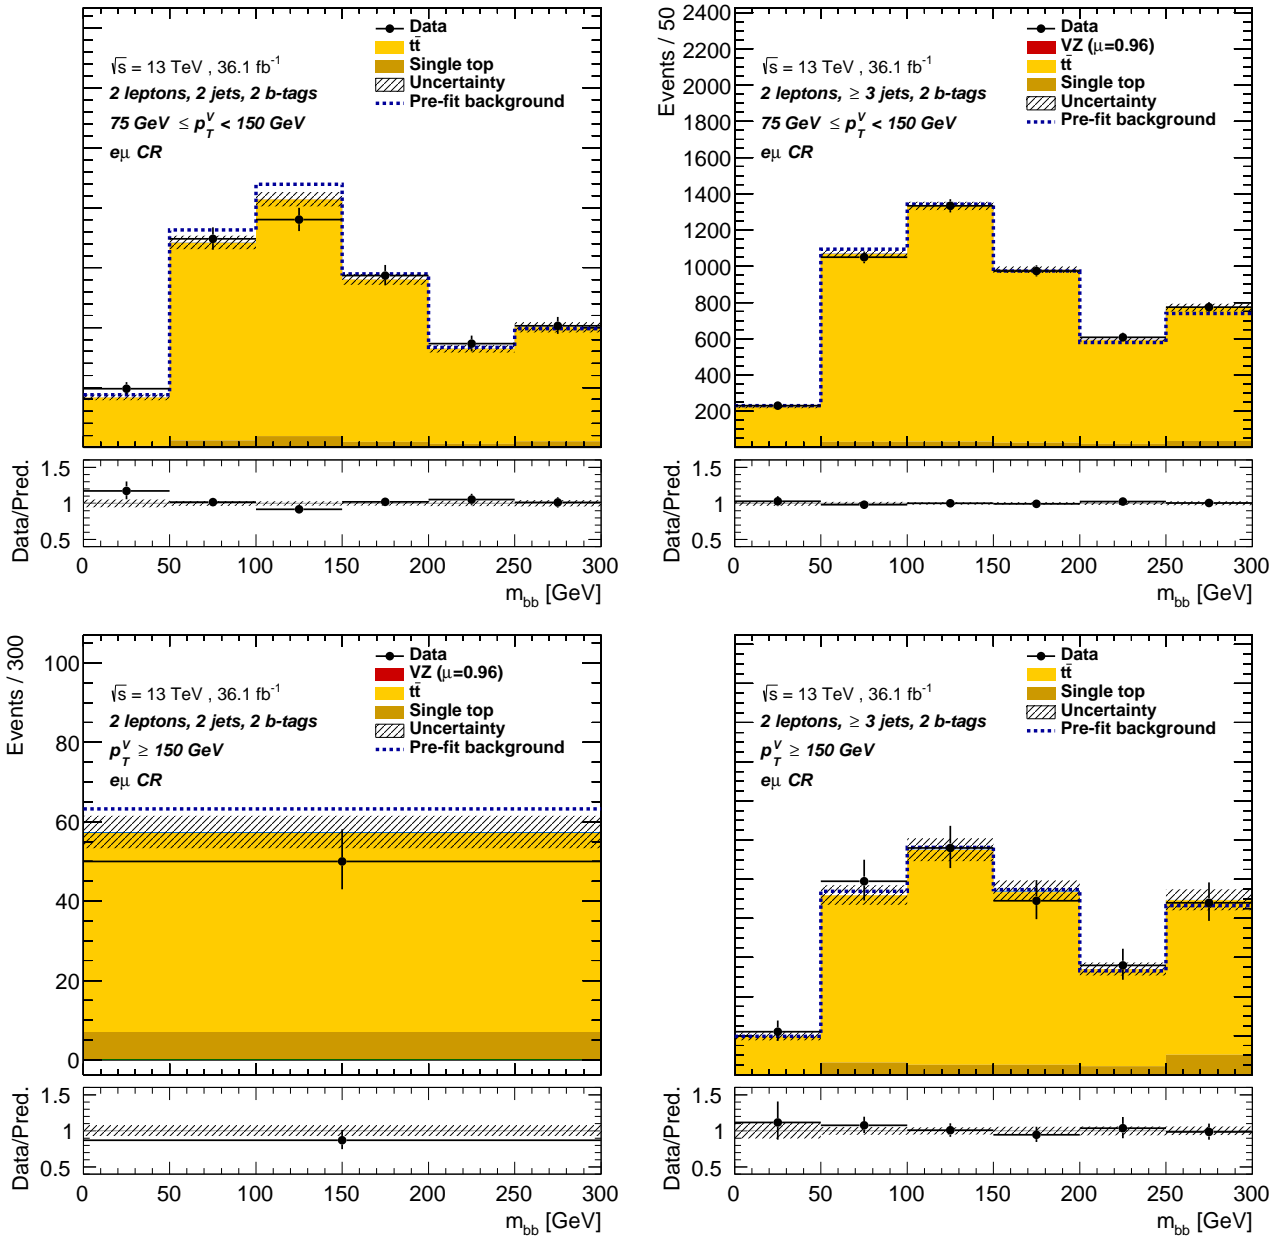 Data
tt̄
Single top
Uncertainty
Pre-fit background
√s = 13 TeV , 36.1 fb⁻¹
2 leptons, 2 jets, 2 b-tags
75 GeV ≤ p_T^V < 150 GeV
eμ CR
Data/Pred.
1.5
1
0.5
0 50 100 150 200 250 300
m_bb [GeV]
Events / 50
2400
2200
2000
1800
1600
1400
1200
1000
800
600
400
200
Data
VZ (μ=0.96)
tt̄
Single top
Uncertainty
Pre-fit background
√s = 13 TeV , 36.1 fb⁻¹
2 leptons, ≥ 3 jets, 2 b-tags
75 GeV ≤ p_T^V < 150 GeV
eμ CR
Data/Pred.
1.5
1
0.5
0 50 100 150 200 250 300
m_bb [GeV]
Events / 300
100
80
60
40
20
0
Data
VZ (μ=0.96)
tt̄
Single top
Uncertainty
Pre-fit background
√s = 13 TeV , 36.1 fb⁻¹
2 leptons, 2 jets, 2 b-tags
p_T^V ≥ 150 GeV
eμ CR
Data/Pred.
1.5
1
0.5
0 50 100 150 200 250 300
m_bb [GeV]
Data
tt̄
Single top
Uncertainty
Pre-fit background
√s = 13 TeV , 36.1 fb⁻¹
2 leptons, ≥ 3 jets, 2 b-tags
p_T^V ≥ 150 GeV
eμ CR
Data/Pred.
1.5
1
0.5
0 50 100 150 200 250 300
m_bb [GeV]